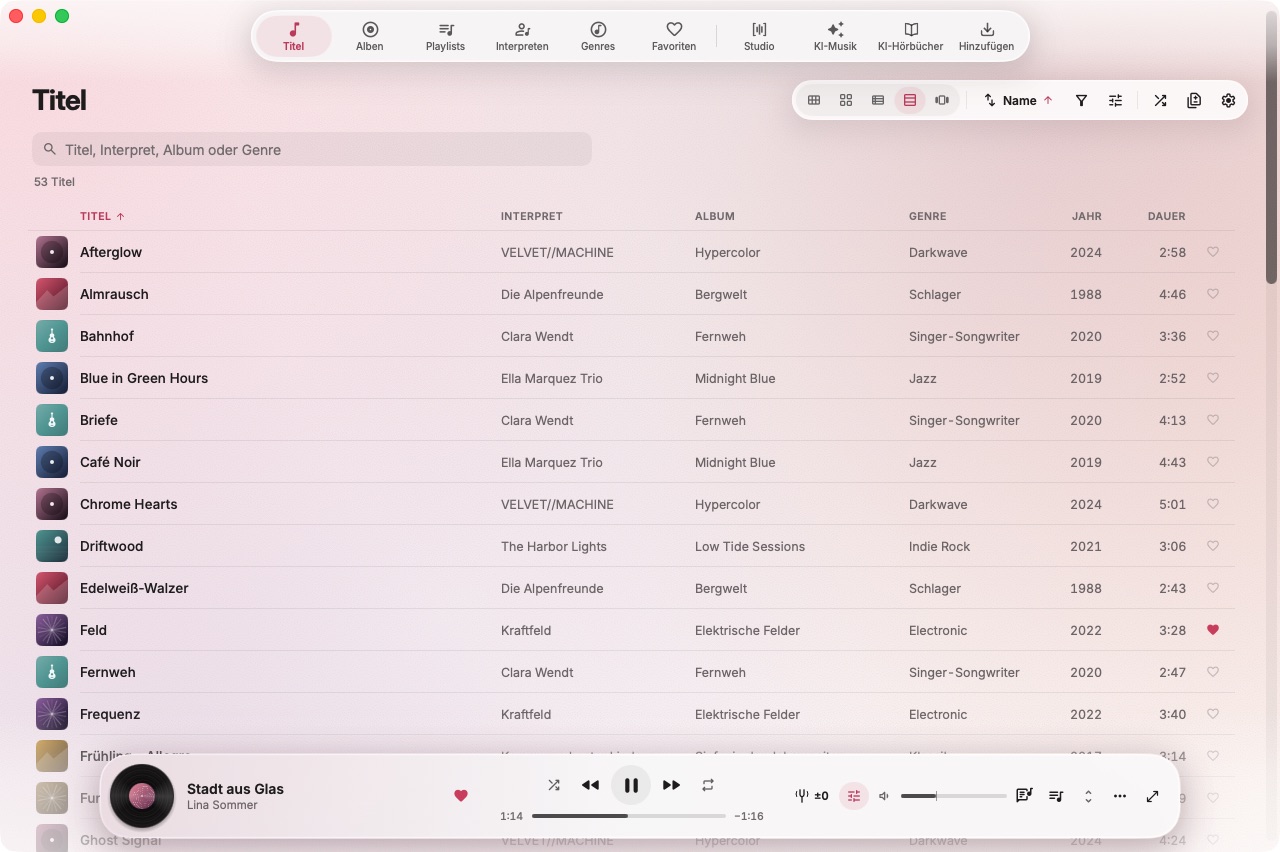 Titel
Alben
Playlists
Interpreten
Genres
Favoriten
Studio
KI-Musik
KI-Hörbücher
Hinzufügen
Titel
Name
Titel, Interpret, Album oder Genre
53 Titel
TITEL INTERPRET ALBUM GENRE JAHR DAUER
Afterglow VELVET//MACHINE Hypercolor Darkwave 2024 2:58
Almrausch Die Alpenfreunde Bergwelt Schlager 1988 4:46
Bahnhof Clara Wendt Fernweh Singer-Songwriter 2020 3:36
Blue in Green Hours Ella Marquez Trio Midnight Blue Jazz 2019 2:52
Briefe Clara Wendt Fernweh Singer-Songwriter 2020 4:13
Café Noir Ella Marquez Trio Midnight Blue Jazz 2019 4:43
Chrome Hearts VELVET//MACHINE Hypercolor Darkwave 2024 5:01
Driftwood The Harbor Lights Low Tide Sessions Indie Rock 2021 3:06
Edelweiß-Walzer Die Alpenfreunde Bergwelt Schlager 1988 2:43
Feld Kraftfeld Elektrische Felder Electronic 2022 3:28
Fernweh Clara Wendt Fernweh Singer-Songwriter 2020 2:47
Frequenz Kraftfeld Elektrische Felder Electronic 2022 3:40
3:14
Stadt aus Glas
Lina Sommer
±0
1:14 −1:16
Ghost Signal VELVET//MACHINE Hypercolor Darkwave 2024 4:24